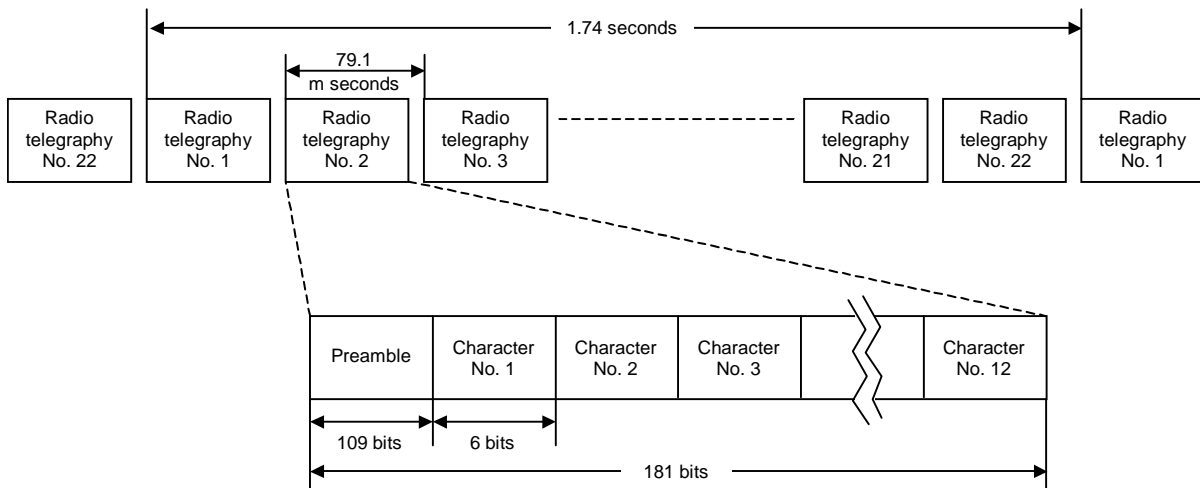 1.74 seconds
79.1
m seconds
Radio
telegraphy
No. 22
Radio
telegraphy
No. 1
Radio
telegraphy
No. 2
Radio
telegraphy
No. 3
Radio
telegraphy
No. 21
Radio
telegraphy
No. 22
Radio
telegraphy
No. 1
Preamble
Character
No. 1
Character
No. 2
Character
No. 3
Character
No. 12
109 bits
6 bits
181 bits